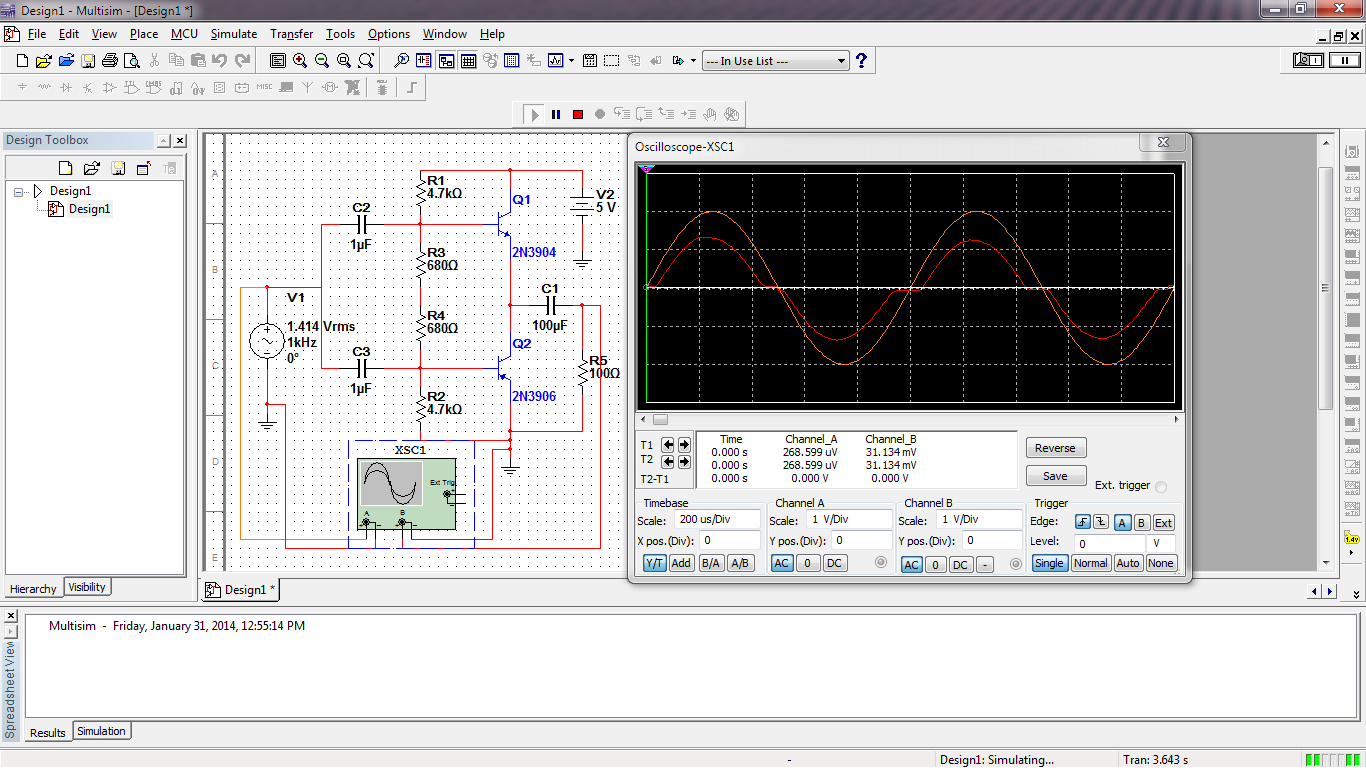 Design1 - Multisim - [Design1 *]
File Edit View Place MCU Simulate Transfer Tools Options Window Help
--- In Use List ---
?
MISC
Design Toolbox
Design1
Design1
Hierarchy Visibility
A
B
C
D
E
R1
4.7kΩ
Q1
V2
5 V
C2
1µF
2N3904
R3
680Ω
V1
C1
100µF
1.414 Vrms
1kHz
0°
R4
680Ω
Q2
C3
1µF
R5
100Ω
R2
4.7kΩ
2N3906
XSC1
Ext Trig
A
B
Design1 *
Oscilloscope-XSC1
Time Channel_A Channel_B
T1 0.000 s 268.599 uV 31.134 mV
T2 0.000 s 268.599 uV 31.134 mV
T2-T1 0.000 s 0.000 V 0.000 V
Reverse
Save
Ext. trigger
Timebase
Scale: 200 us/Div
X pos.(Div): 0
Y/T Add B/A A/B
Channel A
Scale: 1 V/Div
Y pos.(Div): 0
AC 0 DC
Channel B
Scale: 1 V/Div
Y pos.(Div): 0
AC 0 DC -
Trigger
Edge: A B Ext
Level: 0 V
Single Normal Auto None
1.4v
Spreadsheet View
Multisim - Friday, January 31, 2014, 12:55:14 PM
Results Simulation
- Design1: Simulating... Tran: 3.643 s